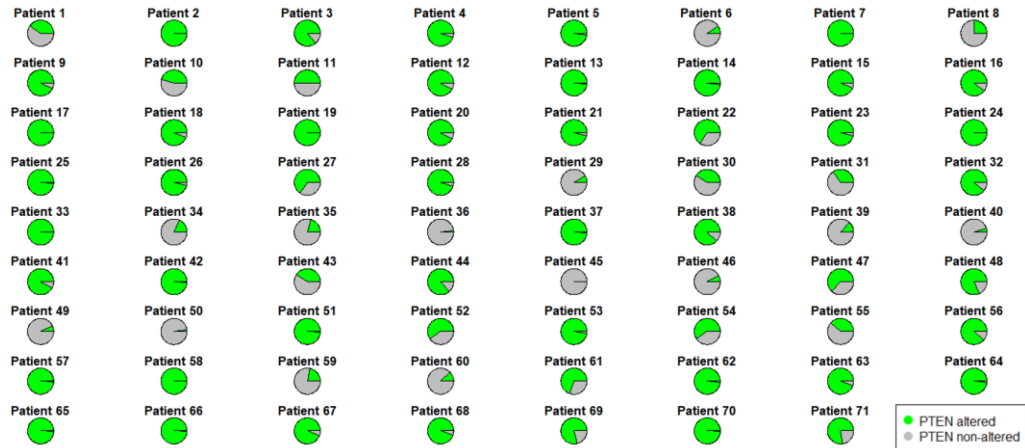 Patient 1 Patient 2 Patient 3 Patient 4 Patient 5 Patient 6 Patient 7 Patient 8
Patient 9 Patient 10 Patient 11 Patient 12 Patient 13 Patient 14 Patient 15 Patient 16
Patient 17 Patient 18 Patient 19 Patient 20 Patient 21 Patient 22 Patient 23 Patient 24
Patient 25 Patient 26 Patient 27 Patient 28 Patient 29 Patient 30 Patient 31 Patient 32
Patient 33 Patient 34 Patient 35 Patient 36 Patient 37 Patient 38 Patient 39 Patient 40
Patient 41 Patient 42 Patient 43 Patient 44 Patient 45 Patient 46 Patient 47 Patient 48
Patient 49 Patient 50 Patient 51 Patient 52 Patient 53 Patient 54 Patient 55 Patient 56
Patient 57 Patient 58 Patient 59 Patient 60 Patient 61 Patient 62 Patient 63 Patient 64
Patient 65 Patient 66 Patient 67 Patient 68 Patient 69 Patient 70 Patient 71
PTEN altered
PTEN non-altered